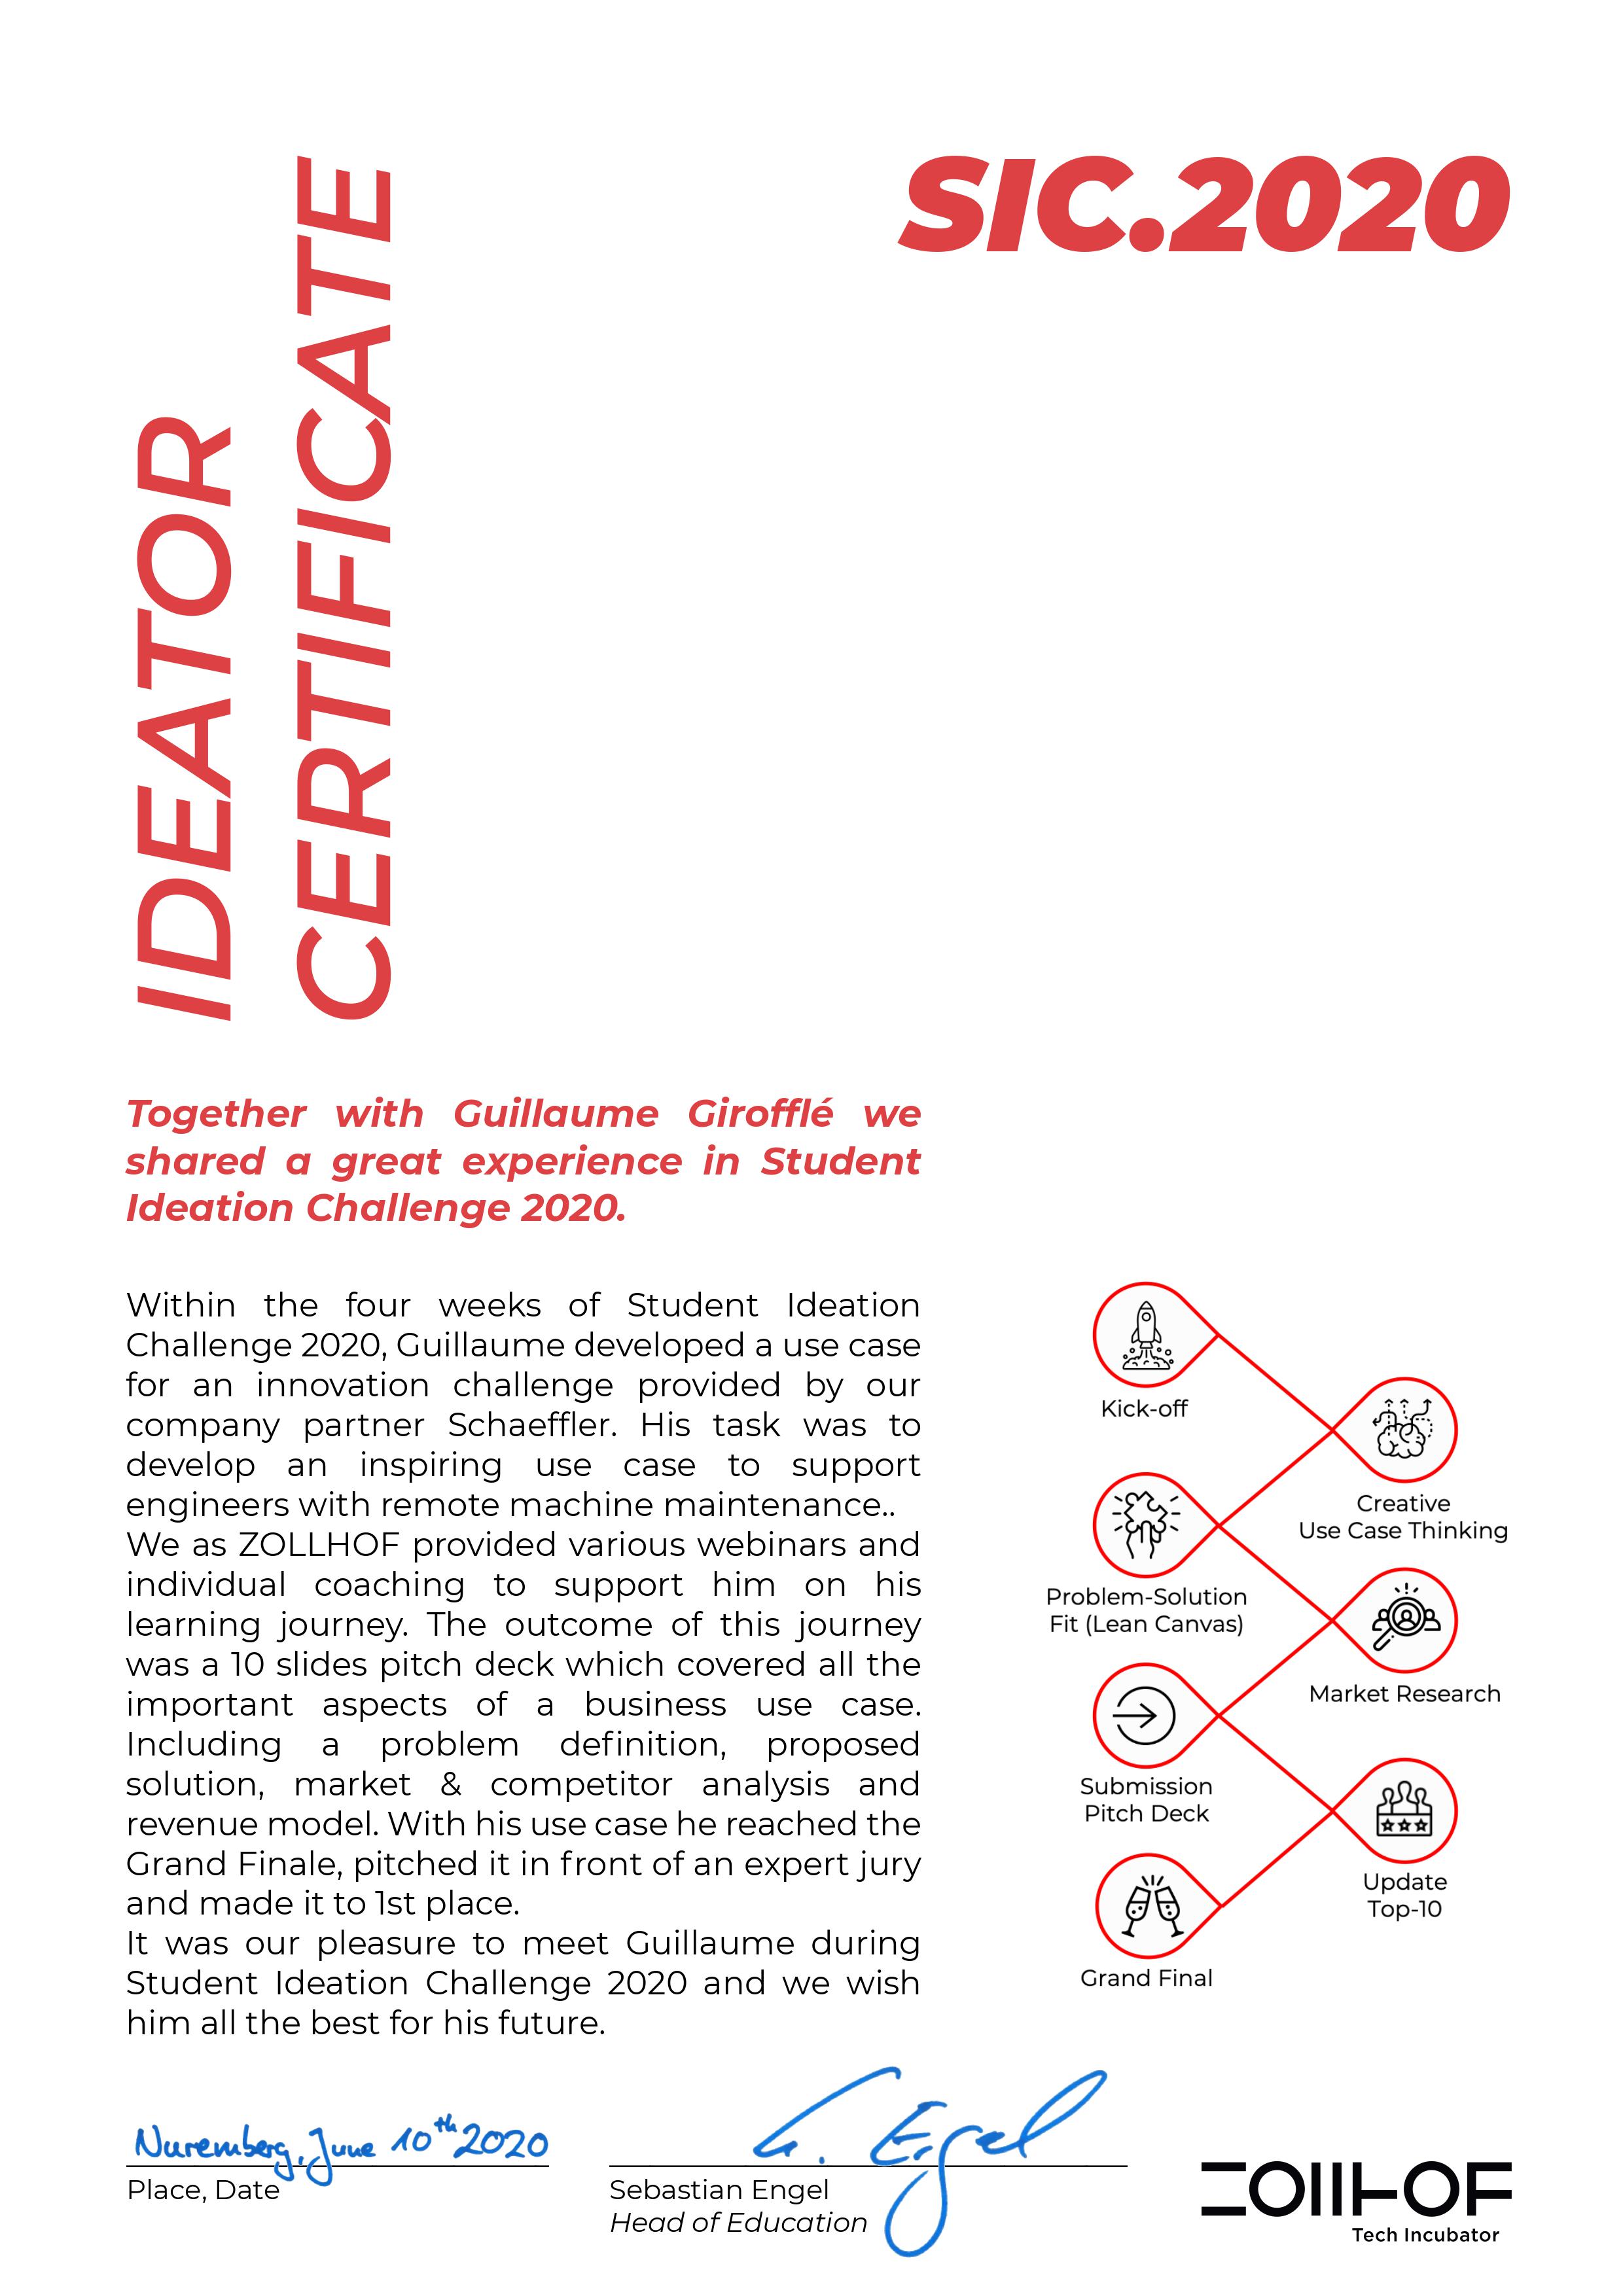 SIC.2020
IDEATOR
CERTIFICATE
Together with Guillaume Girofflé we
shared a great experience in Student
Ideation Challenge 2020.
Within the four weeks of Student Ideation
Challenge 2020, Guillaume developed a use case
for an innovation challenge provided by our
company partner Schaeffler. His task was to
develop an inspiring use case to support
engineers with remote machine maintenance..
We as ZOLLHOF provided various webinars and
individual coaching to support him on his
learning journey. The outcome of this journey
was a 10 slides pitch deck which covered all the
important aspects of a business use case.
Including a problem definition, proposed
solution, market & competitor analysis and
revenue model. With his use case he reached the
Grand Finale, pitched it in front of an expert jury
and made it to 1st place.
It was our pleasure to meet Guillaume during
Student Ideation Challenge 2020 and we wish
him all the best for his future.
Kick-off
Creative
Use Case Thinking
Problem-Solution
Fit (Lean Canvas)
Market Research
Submission
Pitch Deck
Update
Top-10
Grand Final
Nuremberg, June 10th 2020
Place, Date
S. Engel
Sebastian Engel
Head of Education
ZOLLHOF
Tech Incubator